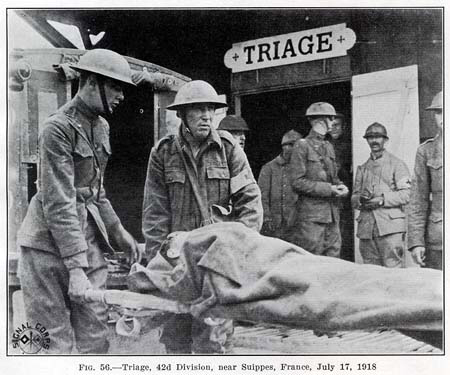 TRIAGE
SIGNAL CORPS
FIG. 56.—Triage, 42d Division, near Suippes, France, July 17, 1918